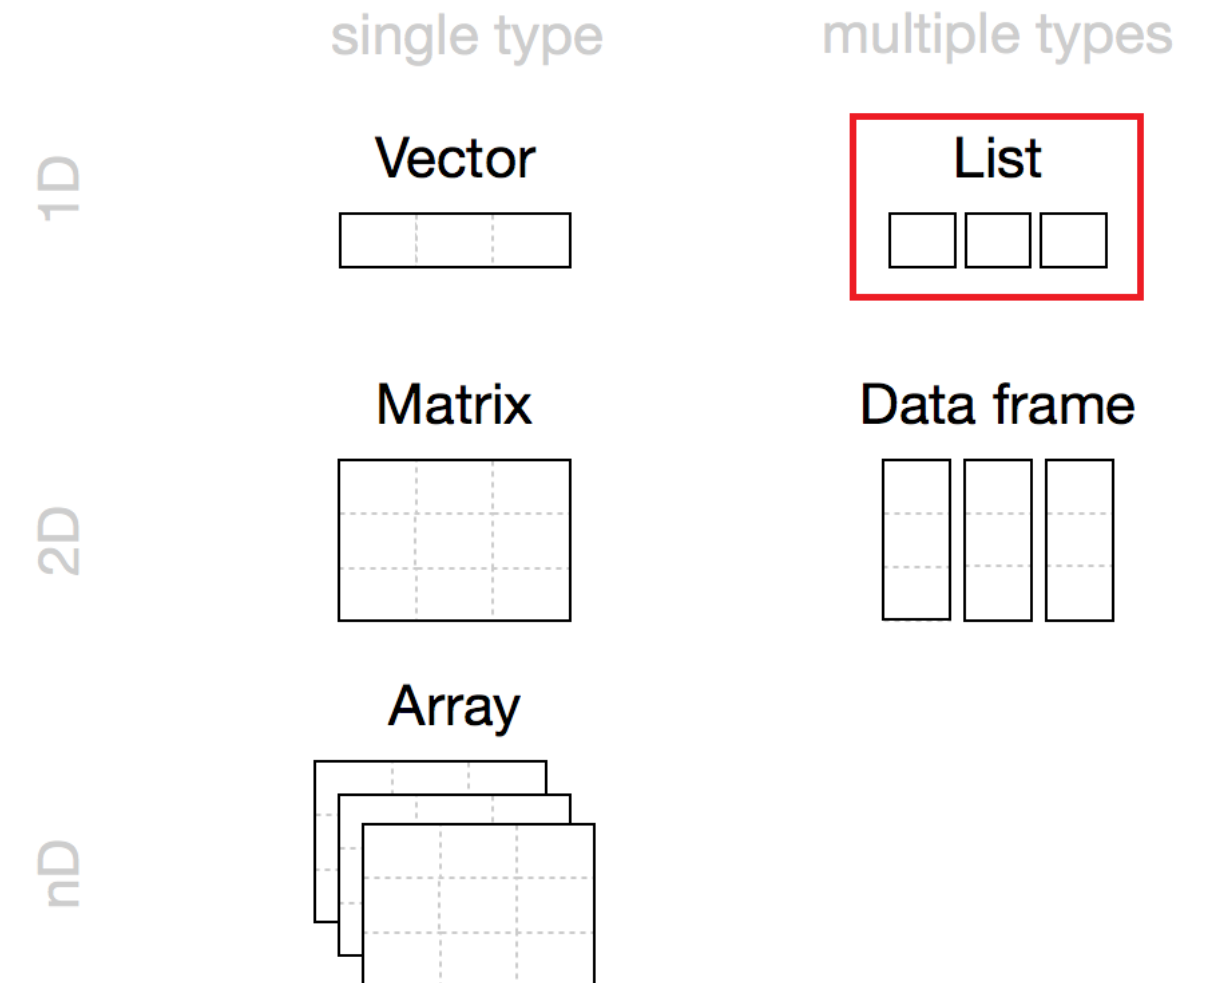 single type
multiple types
1D
Vector
List
2D
Matrix
Data frame
nD
Array